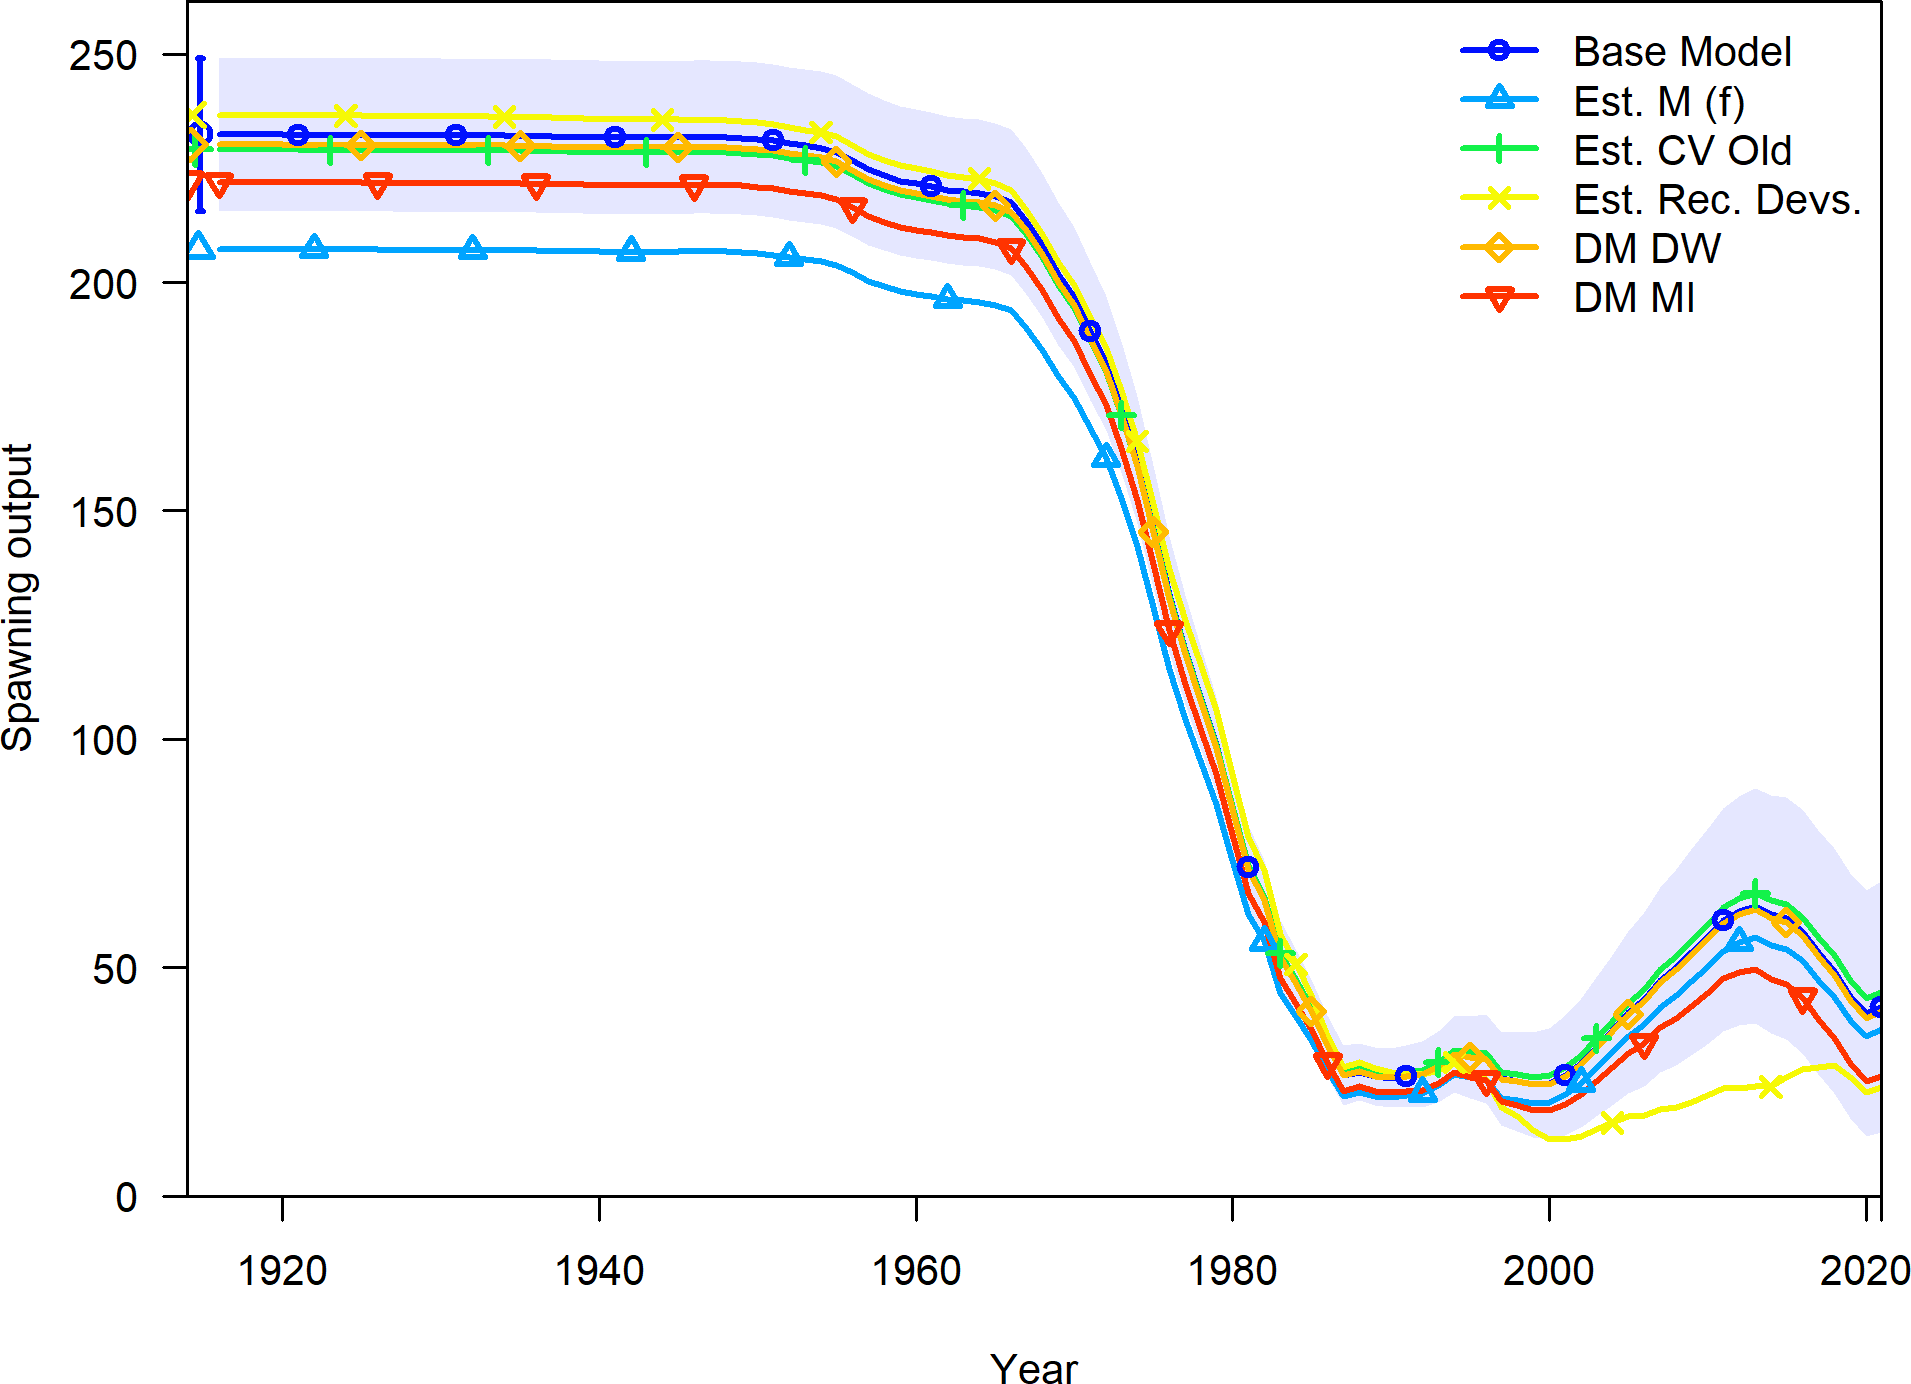 Base Model
Est. M (f)
Est. CV Old
Est. Rec. Devs.
DM DW
DM MI
Spawning output
250
200
150
100
50
0
1920 1940 1960 1980 2000 2020
Year